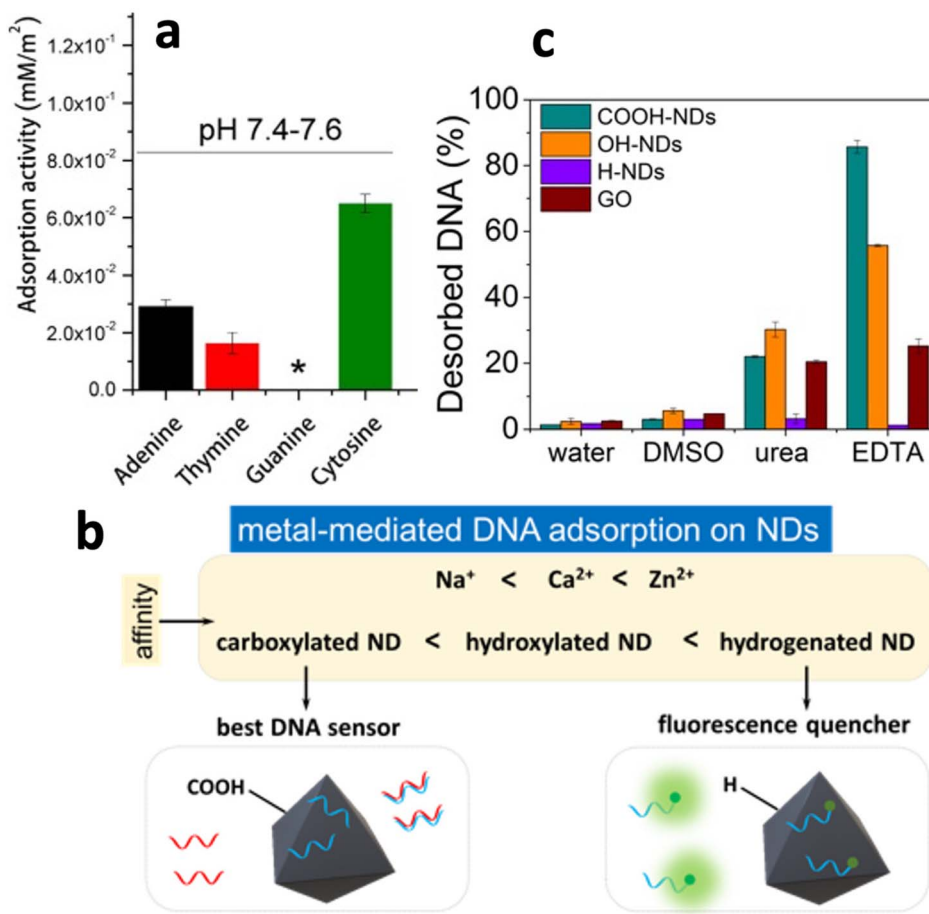 a
Adsorption activity (mM/m²)
1.2x10⁻¹
1.0x10⁻¹
8.0x10⁻²
6.0x10⁻²
4.0x10⁻²
2.0x10⁻²
0.0
pH 7.4-7.6
*
Adenine
Thymine
Guanine
Cytosine
c
Desorbed DNA (%)
100
80
60
40
20
0
COOH-NDs
OH-NDs
H-NDs
GO
water
DMSO
urea
EDTA
b
metal-mediated DNA adsorption on NDs
affinity
Na⁺ < Ca²⁺ < Zn²⁺
carboxylated ND < hydroxylated ND < hydrogenated ND
best DNA sensor
COOH
fluorescence quencher
H